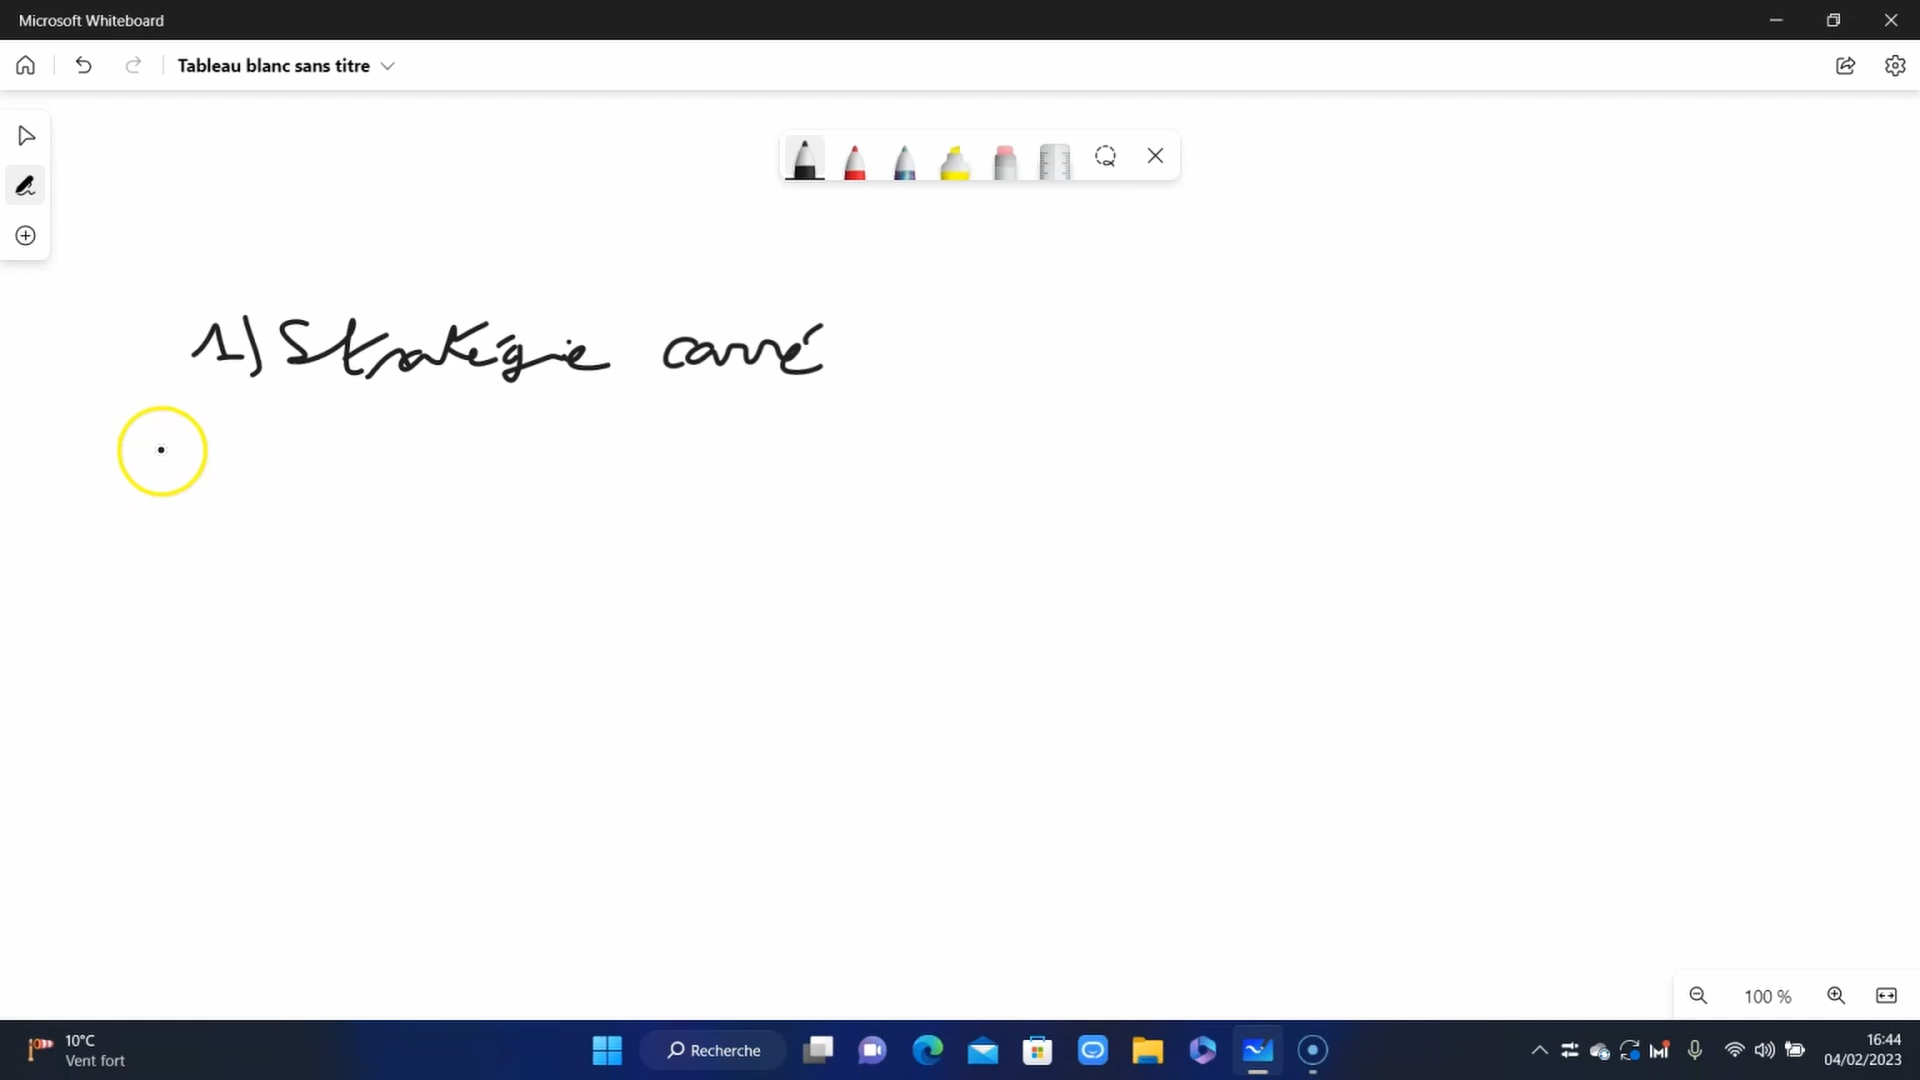 Microsoft Whiteboard
Tableau blanc sans titre
1) Stratégie carré
100 %
10°C
Vent fort
Recherche
16:44
04/02/2023